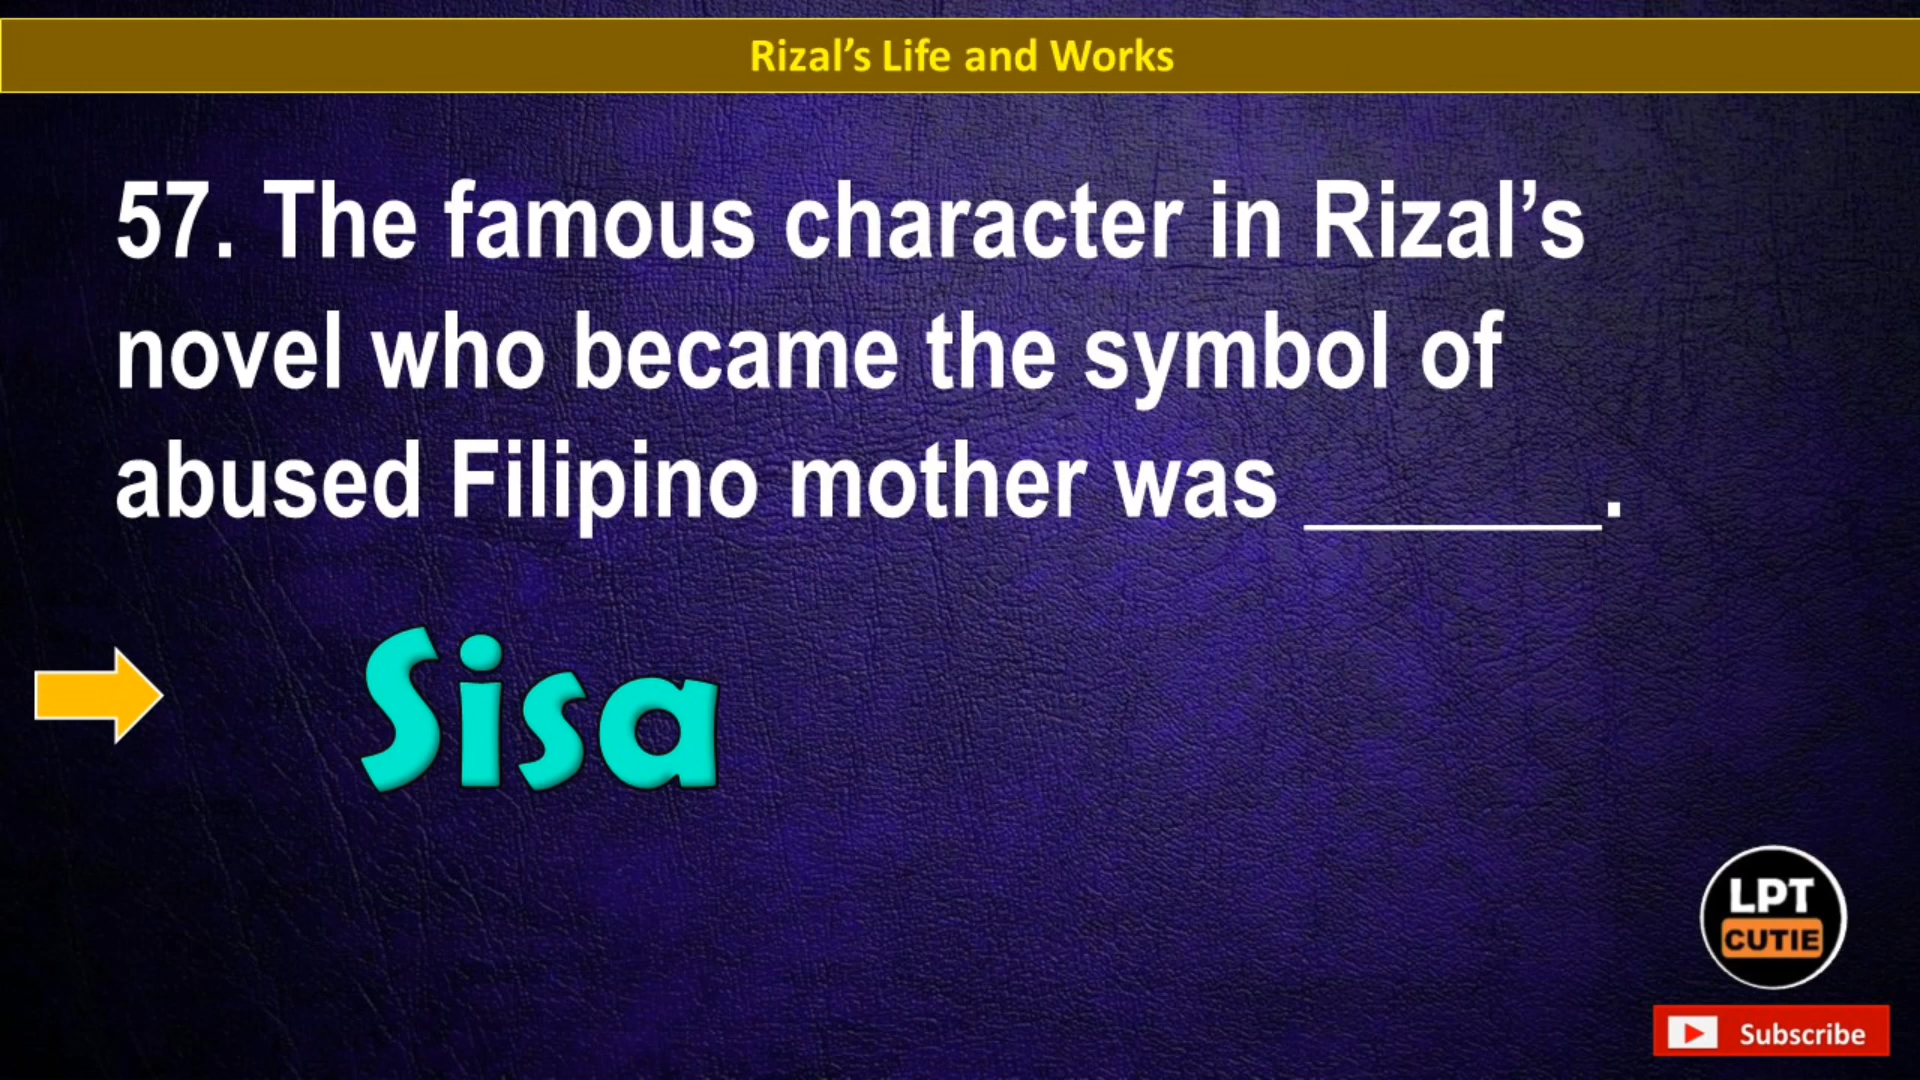 Rizal’s Life and Works
57. The famous character in Rizal’s
novel who became the symbol of
abused Filipino mother was ______.
Sisa
LPT
CUTIE
Subscribe